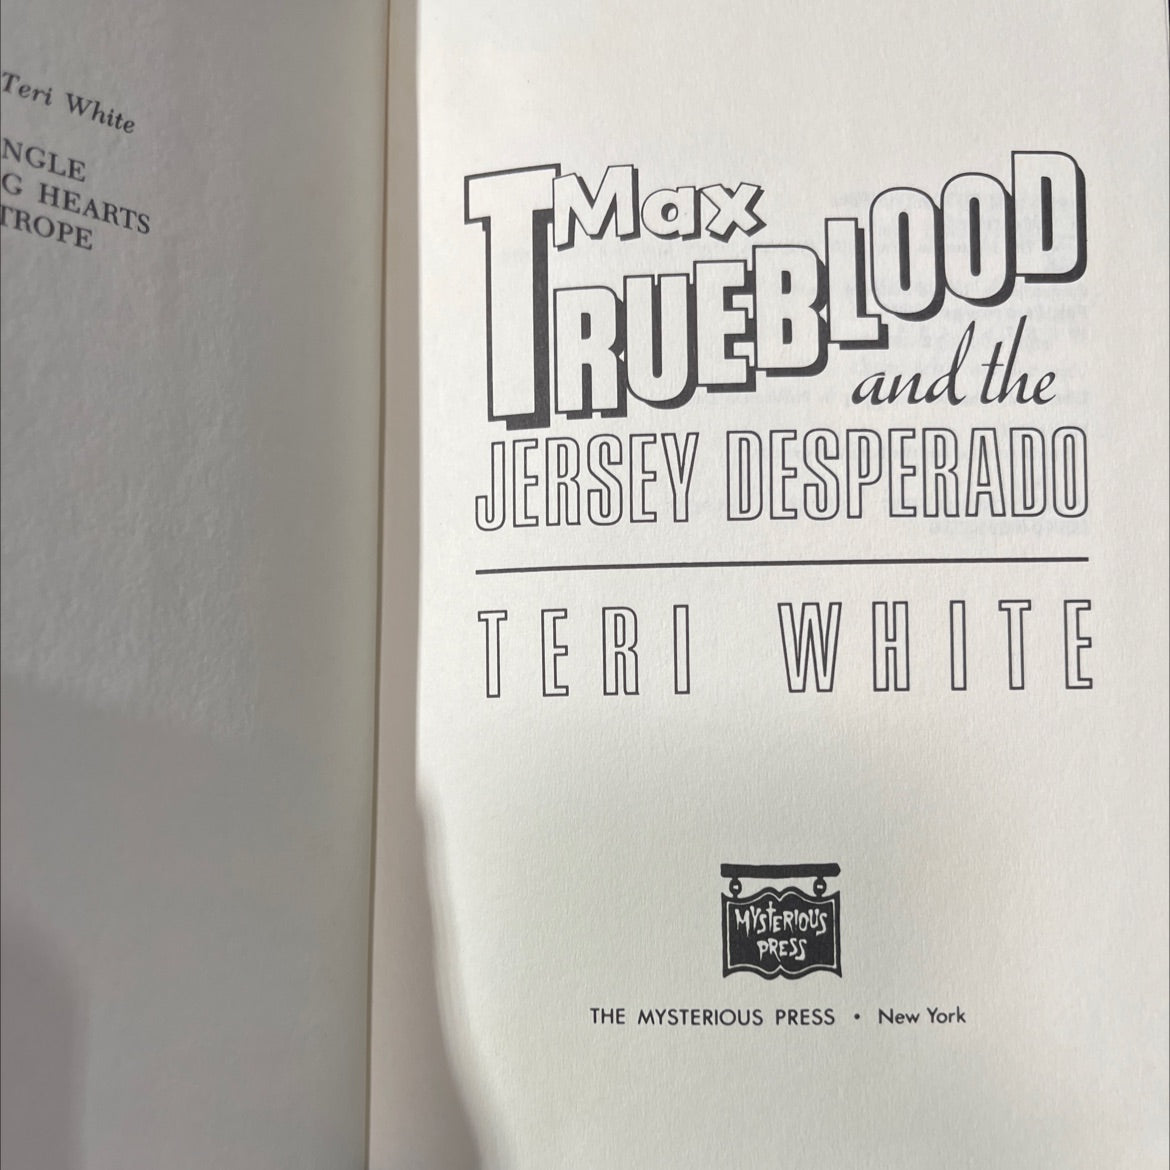 Teri White
NGLE
G HEARTS
TROPE
Max
TRUEBLOOD
and the
JERSEY DESPERADO
TERI WHITE
MYSTERIOUS
PRESS
THE MYSTERIOUS PRESS • New York